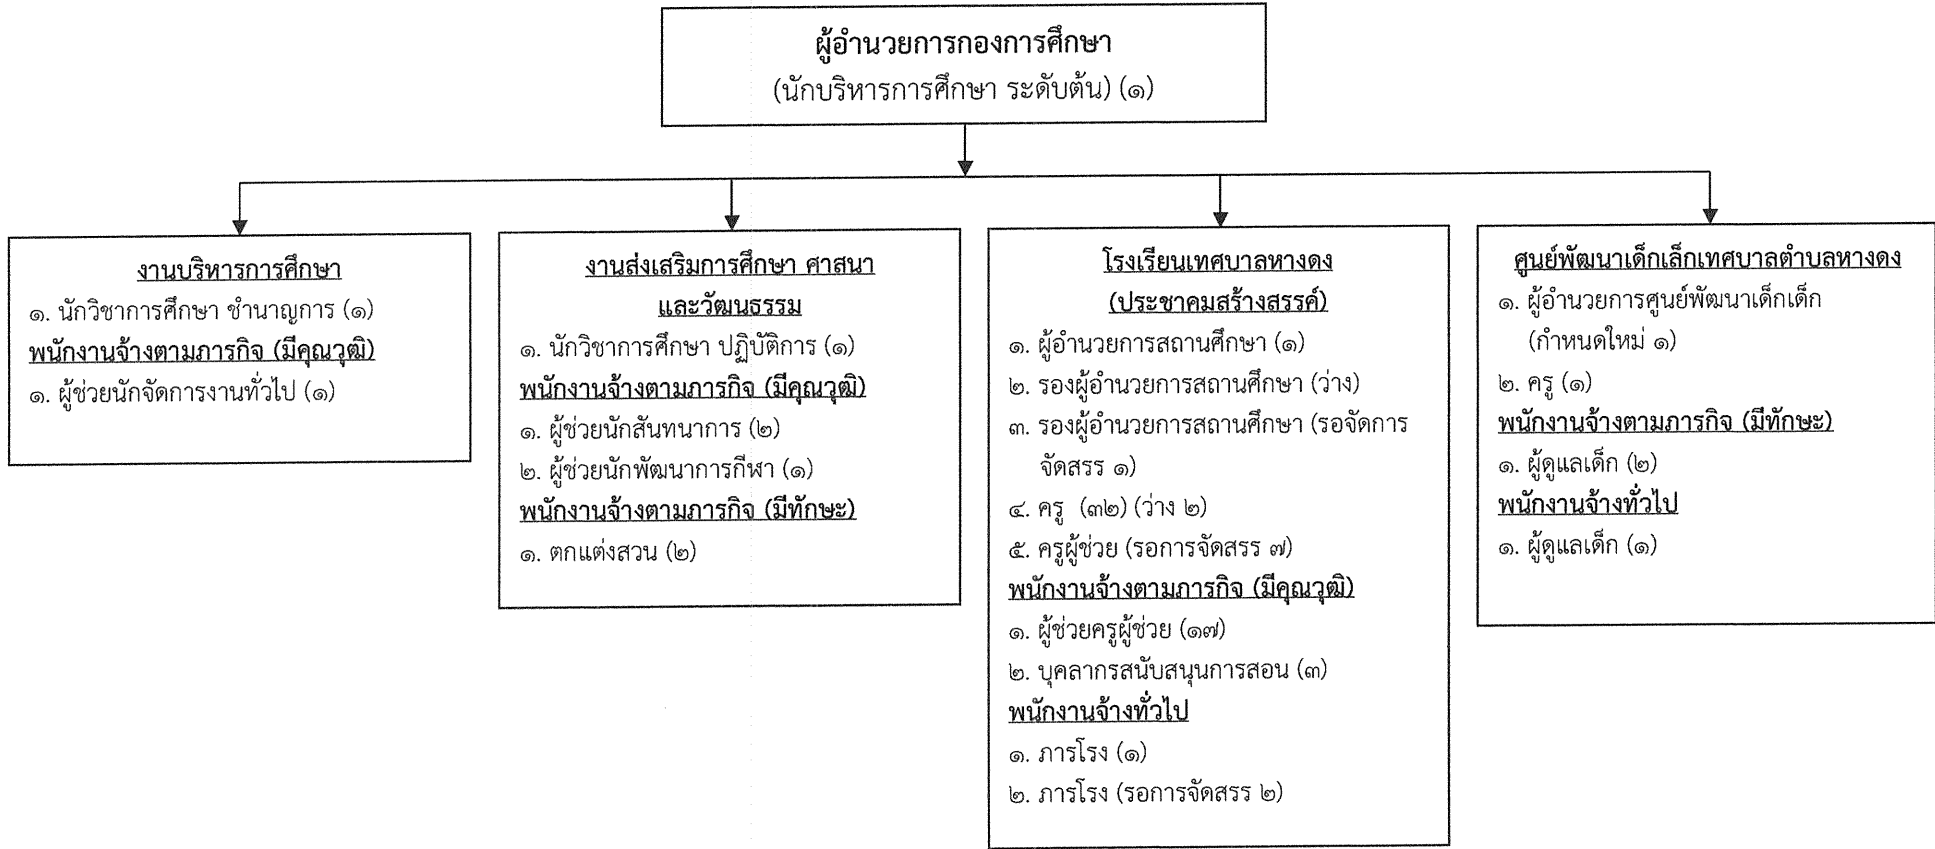 ผู้อำนวยการกองการศึกษา
(นักบริหารการศึกษา ระดับต้น) (๑)
งานบริหารการศึกษา
๑. นักวิชาการศึกษา ชำนาญการ (๑)
พนักงานจ้างตามภารกิจ (มีคุณวุฒิ)
๑. ผู้ช่วยนักจัดการงานทั่วไป (๑)
งานส่งเสริมการศึกษา ศาสนา
และวัฒนธรรม
๑. นักวิชาการศึกษา ปฏิบัติการ (๑)
พนักงานจ้างตามภารกิจ (มีคุณวุฒิ)
๑. ผู้ช่วยนักสันทนาการ (๒)
๒. ผู้ช่วยนักพัฒนาการกีฬา (๑)
พนักงานจ้างตามภารกิจ (มีทักษะ)
๑. ตกแต่งสวน (๒)
โรงเรียนเทศบาลหางดง
(ประชาคมสร้างสรรค์)
๑. ผู้อำนวยการสถานศึกษา (๑)
๒. รองผู้อำนวยการสถานศึกษา (ว่าง)
๓. รองผู้อำนวยการสถานศึกษา (รอจัดการ
จัดสรร ๑)
๔. ครู (๓๒) (ว่าง ๒)
๕. ครูผู้ช่วย (รอการจัดสรร ๗)
พนักงานจ้างตามภารกิจ (มีคุณวุฒิ)
๑. ผู้ช่วยครูผู้ช่วย (๑๗)
๒. บุคลากรสนับสนุนการสอน (๓)
พนักงานจ้างทั่วไป
๑. ภารโรง (๑)
๒. ภารโรง (รอการจัดสรร ๒)
ศูนย์พัฒนาเด็กเล็กเทศบาลตำบลหางดง
๑. ผู้อำนวยการศูนย์พัฒนาเด็กเด็ก
(กำหนดใหม่ ๑)
๒. ครู (๑)
พนักงานจ้างตามภารกิจ (มีทักษะ)
๑. ผู้ดูแลเด็ก (๒)
พนักงานจ้างทั่วไป
๑. ผู้ดูแลเด็ก (๑)